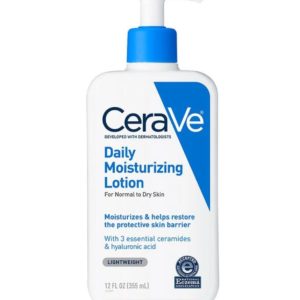 CeraVe
DEVELOPED WITH DERMATOLOGISTS
Daily
Moisturizing
Lotion
For Normal to Dry Skin
Moisturizes & helps restore
the protective skin barrier
With 3 essential ceramides
& hyaluronic acid
LIGHTWEIGHT
12 FL OZ (355 mL)